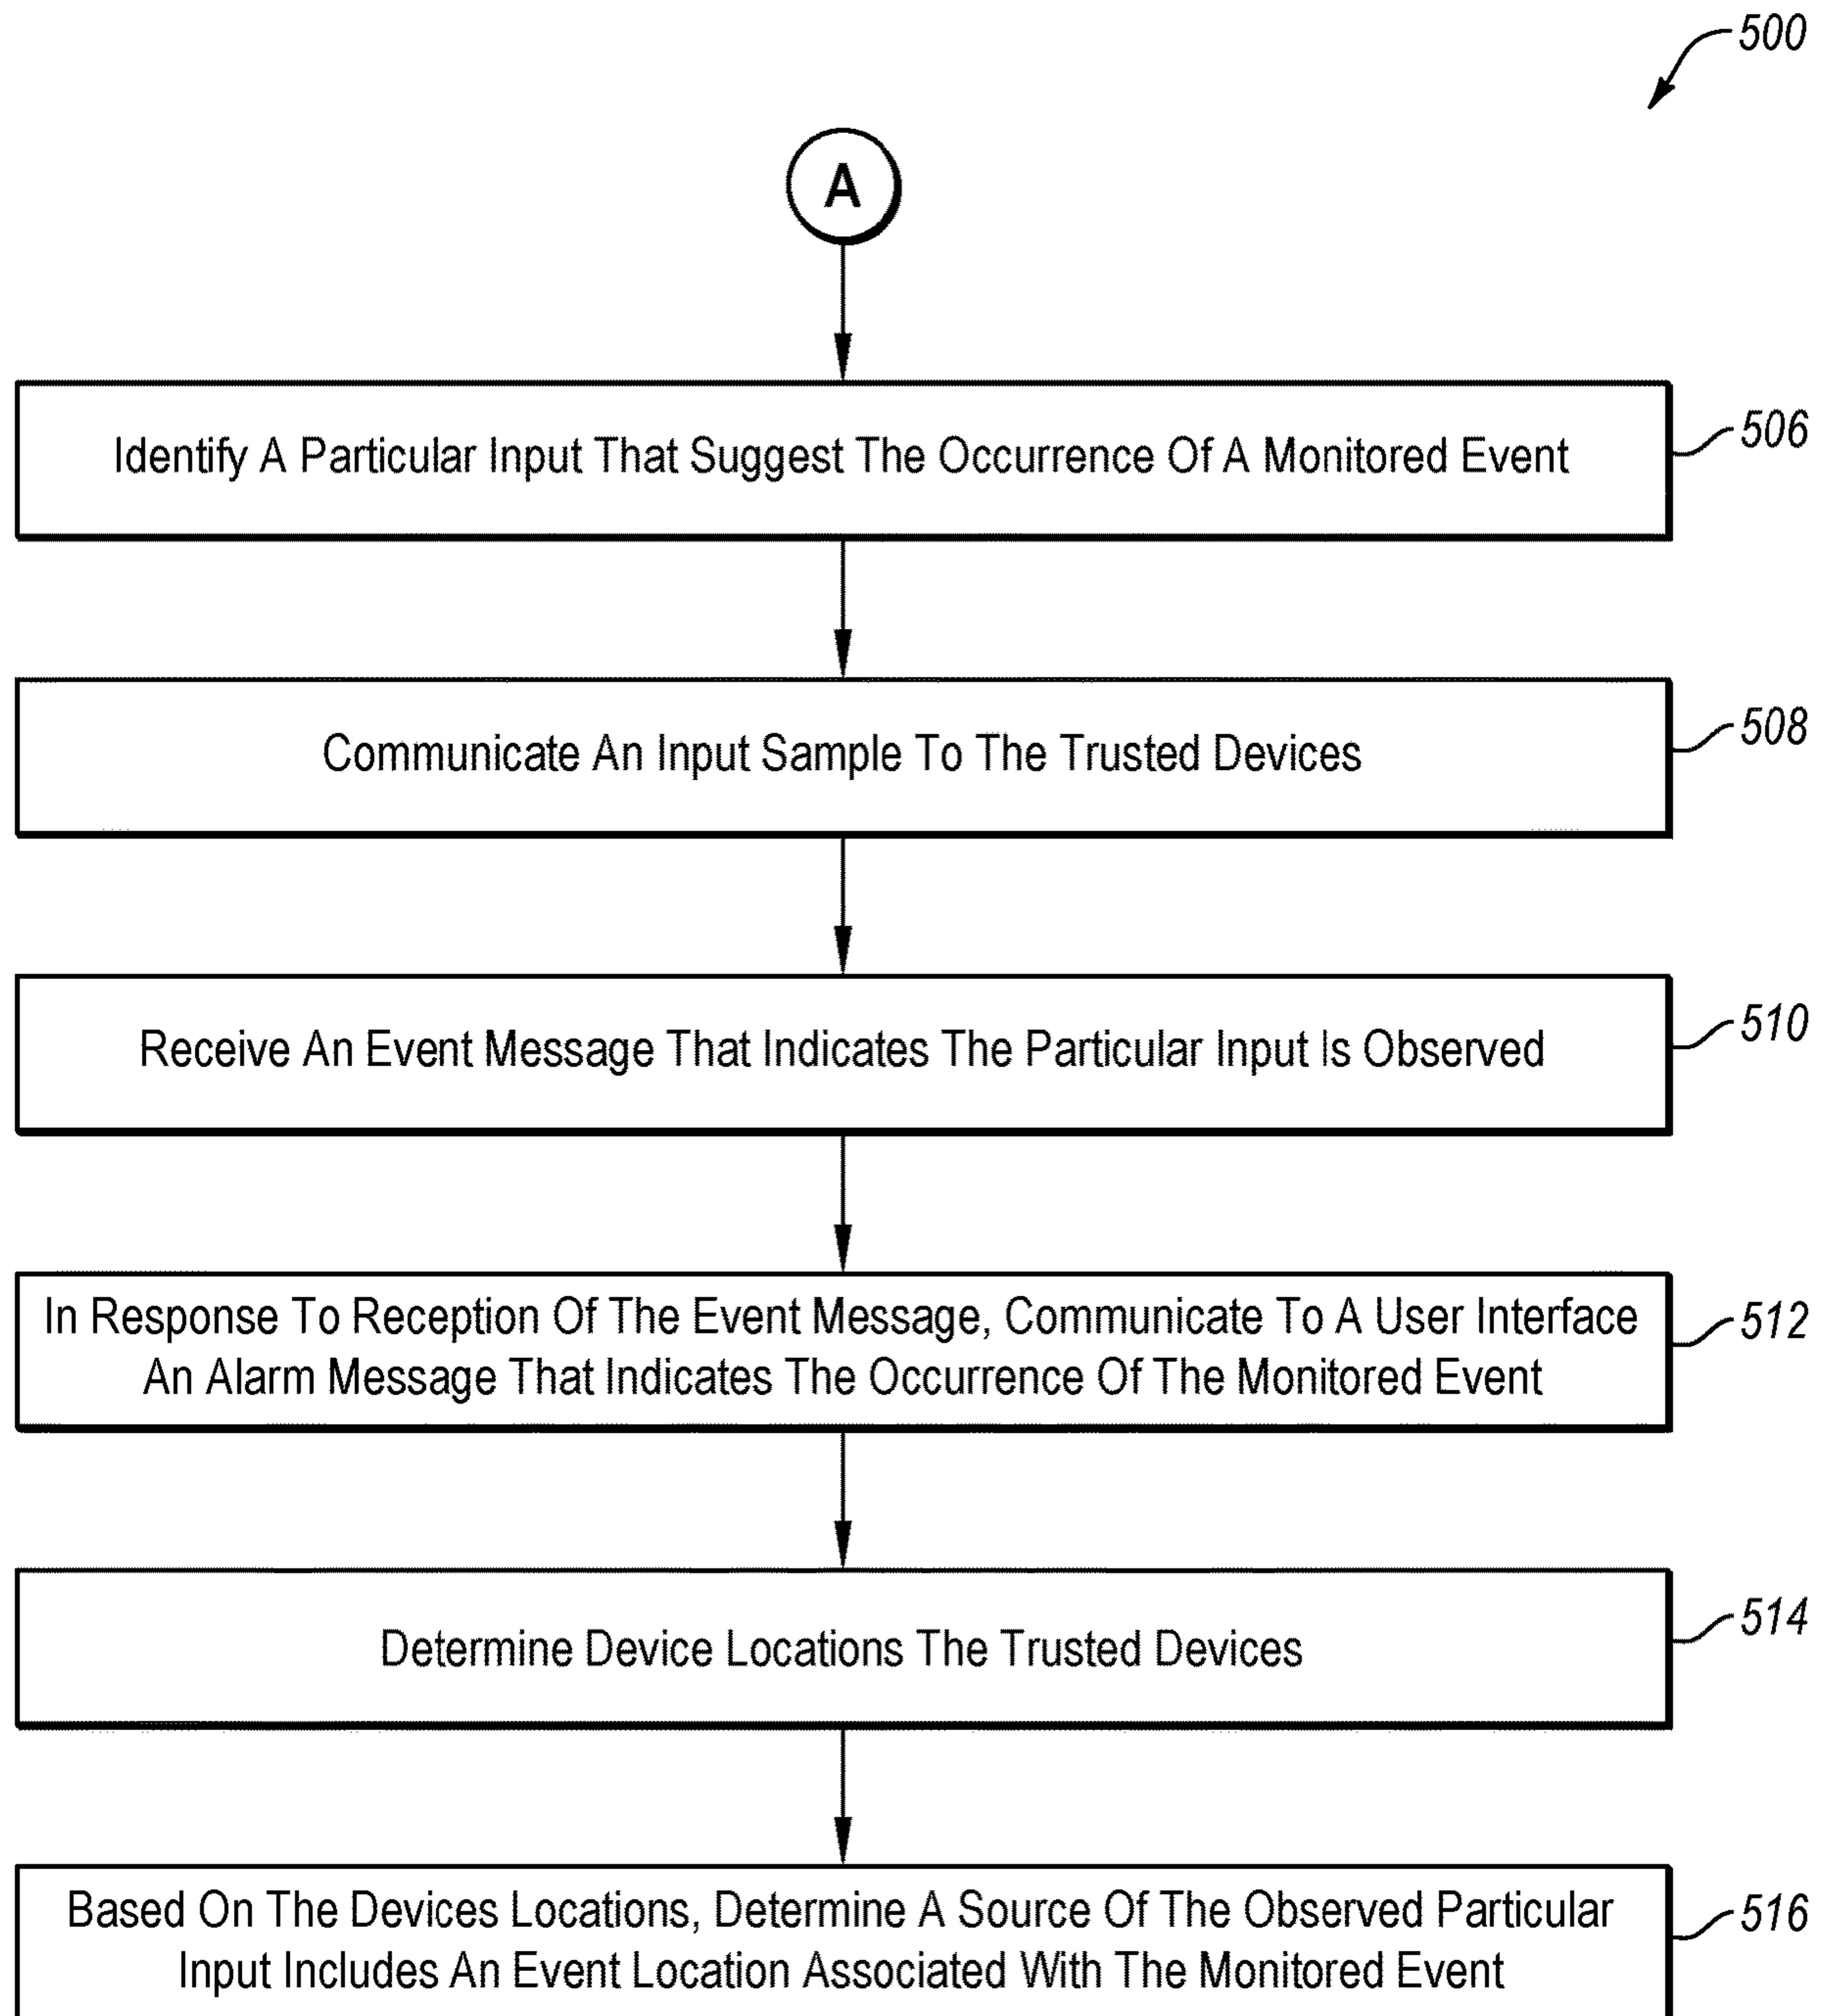 500
A
Identify A Particular Input That Suggest The Occurrence Of A Monitored Event
506
Communicate An Input Sample To The Trusted Devices
508
Receive An Event Message That Indicates The Particular Input Is Observed
510
In Response To Reception Of The Event Message, Communicate To A User Interface
An Alarm Message That Indicates The Occurrence Of The Monitored Event
512
Determine Device Locations The Trusted Devices
514
Based On The Devices Locations, Determine A Source Of The Observed Particular
Input Includes An Event Location Associated With The Monitored Event
516